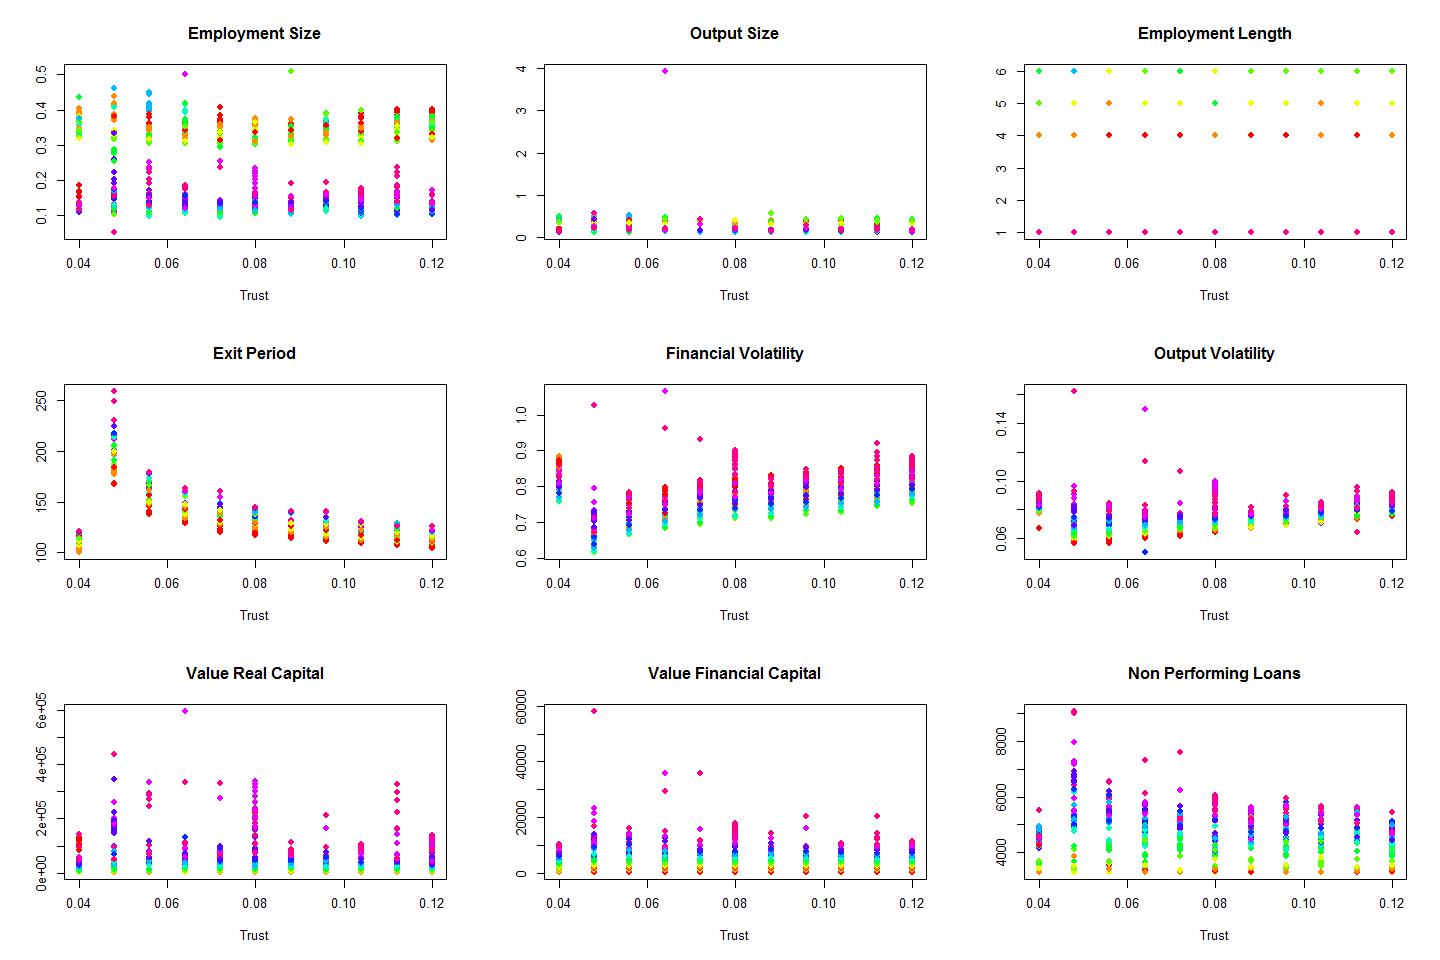 Employment Size
0.5
0.4
0.3
0.2
0.1
0.04 0.06 0.08 0.10 0.12
Trust
Output Size
4
3
2
1
0
0.04 0.06 0.08 0.10 0.12
Trust
Employment Length
6
5
4
3
2
1
0.04 0.06 0.08 0.10 0.12
Trust
Exit Period
250
200
150
100
0.04 0.06 0.08 0.10 0.12
Trust
Financial Volatility
1.0
0.9
0.8
0.7
0.6
0.04 0.06 0.08 0.10 0.12
Trust
Output Volatility
0.14
0.10
0.06
0.04 0.06 0.08 0.10 0.12
Trust
Value Real Capital
6e+05
4e+05
2e+05
0e+00
0.04 0.06 0.08 0.10 0.12
Trust
Value Financial Capital
60000
40000
20000
0
0.04 0.06 0.08 0.10 0.12
Trust
Non Performing Loans
8000
6000
4000
0.04 0.06 0.08 0.10 0.12
Trust